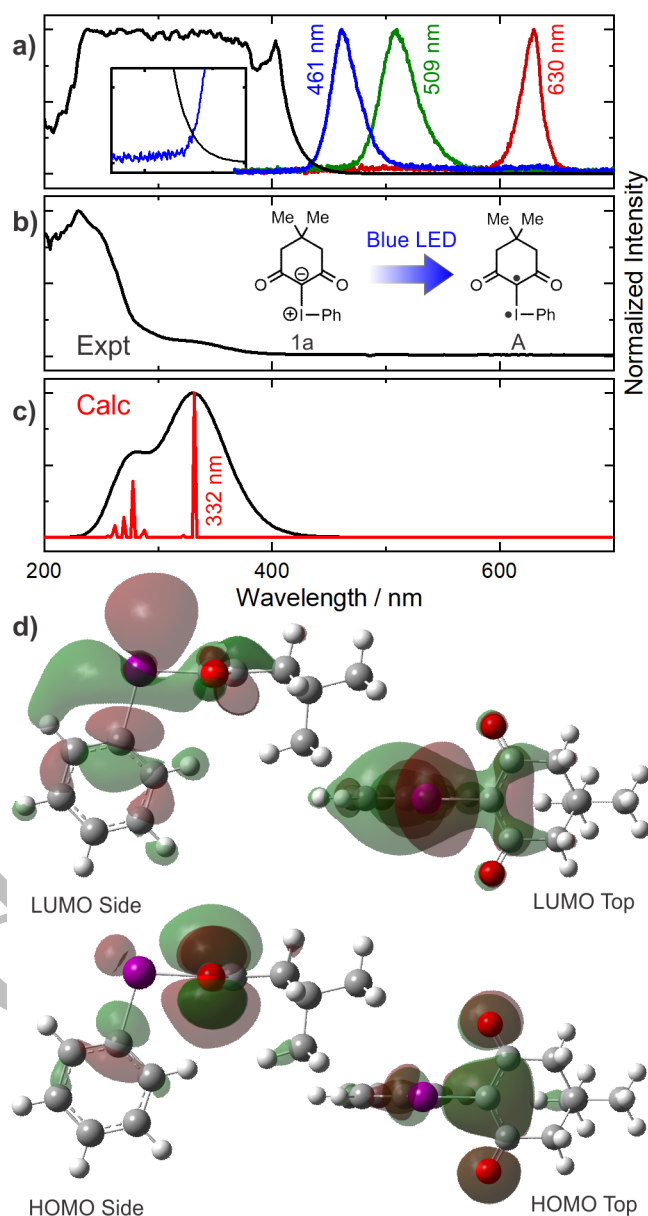 a)
461 nm
509 nm
630 nm
Normalized Intensity
b)
Me Me
O O
⊖
⊕ I Ph
1a
Blue LED
Me Me
O O
•
•I Ph
A
Expt
c)
Calc
332 nm
200 400 600
Wavelength / nm
d)
LUMO Side
LUMO Top
HOMO Side
HOMO Top